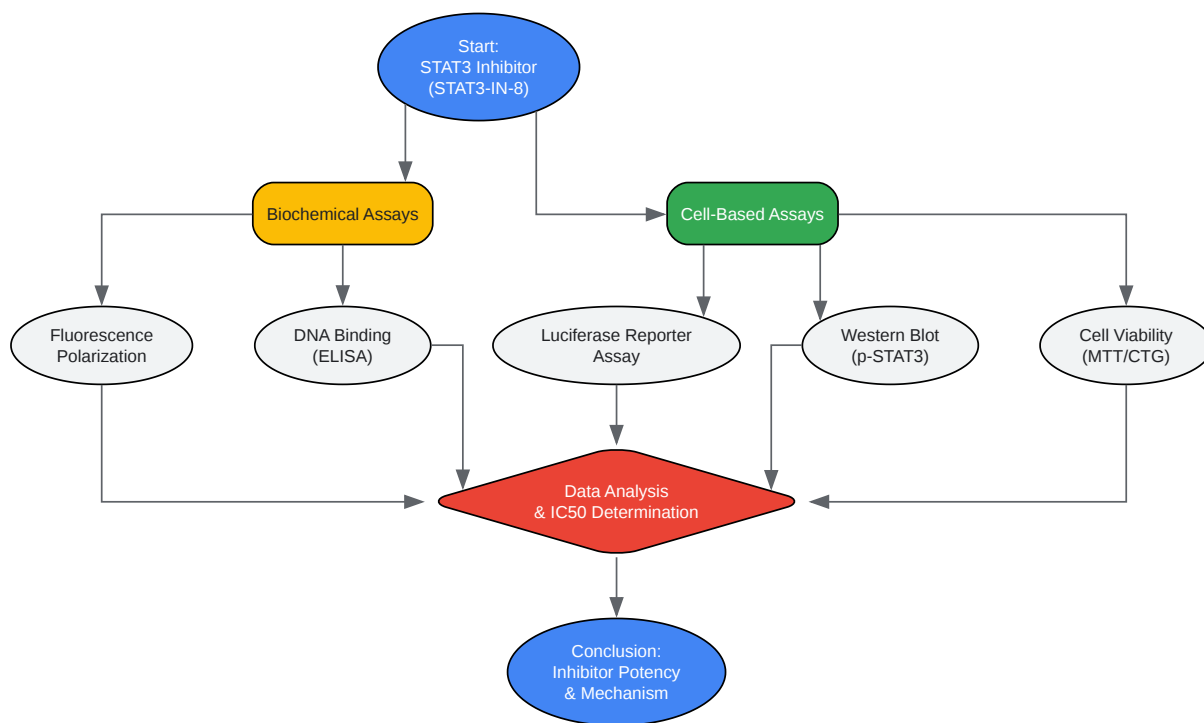 Start:
STAT3 Inhibitor
(STAT3-IN-8)
Biochemical Assays
Cell-Based Assays
Fluorescence
Polarization
DNA Binding
(ELISA)
Luciferase Reporter
Assay
Western Blot
(p-STAT3)
Cell Viability
(MTT/CTG)
Data Analysis
& IC50 Determination
Conclusion:
Inhibitor Potency
& Mechanism